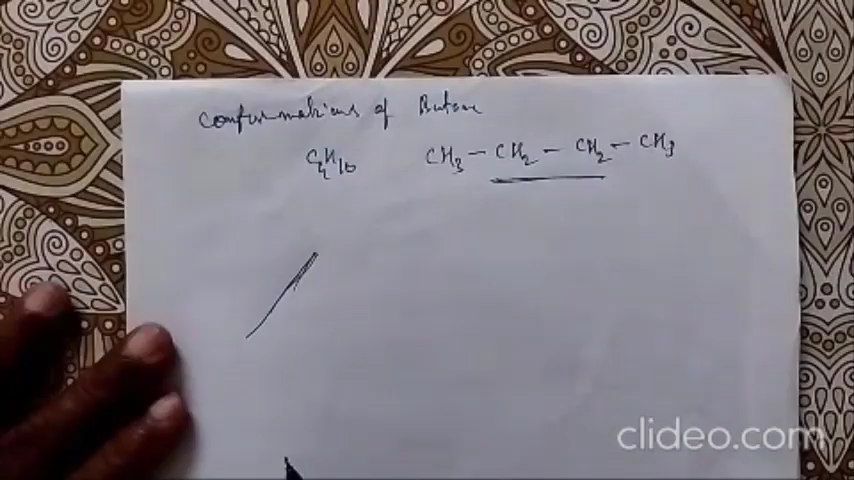 Conformations of Butane
C₄H₁₀ CH₃ – CH₂ – CH₂ – CH₃
clideo.com